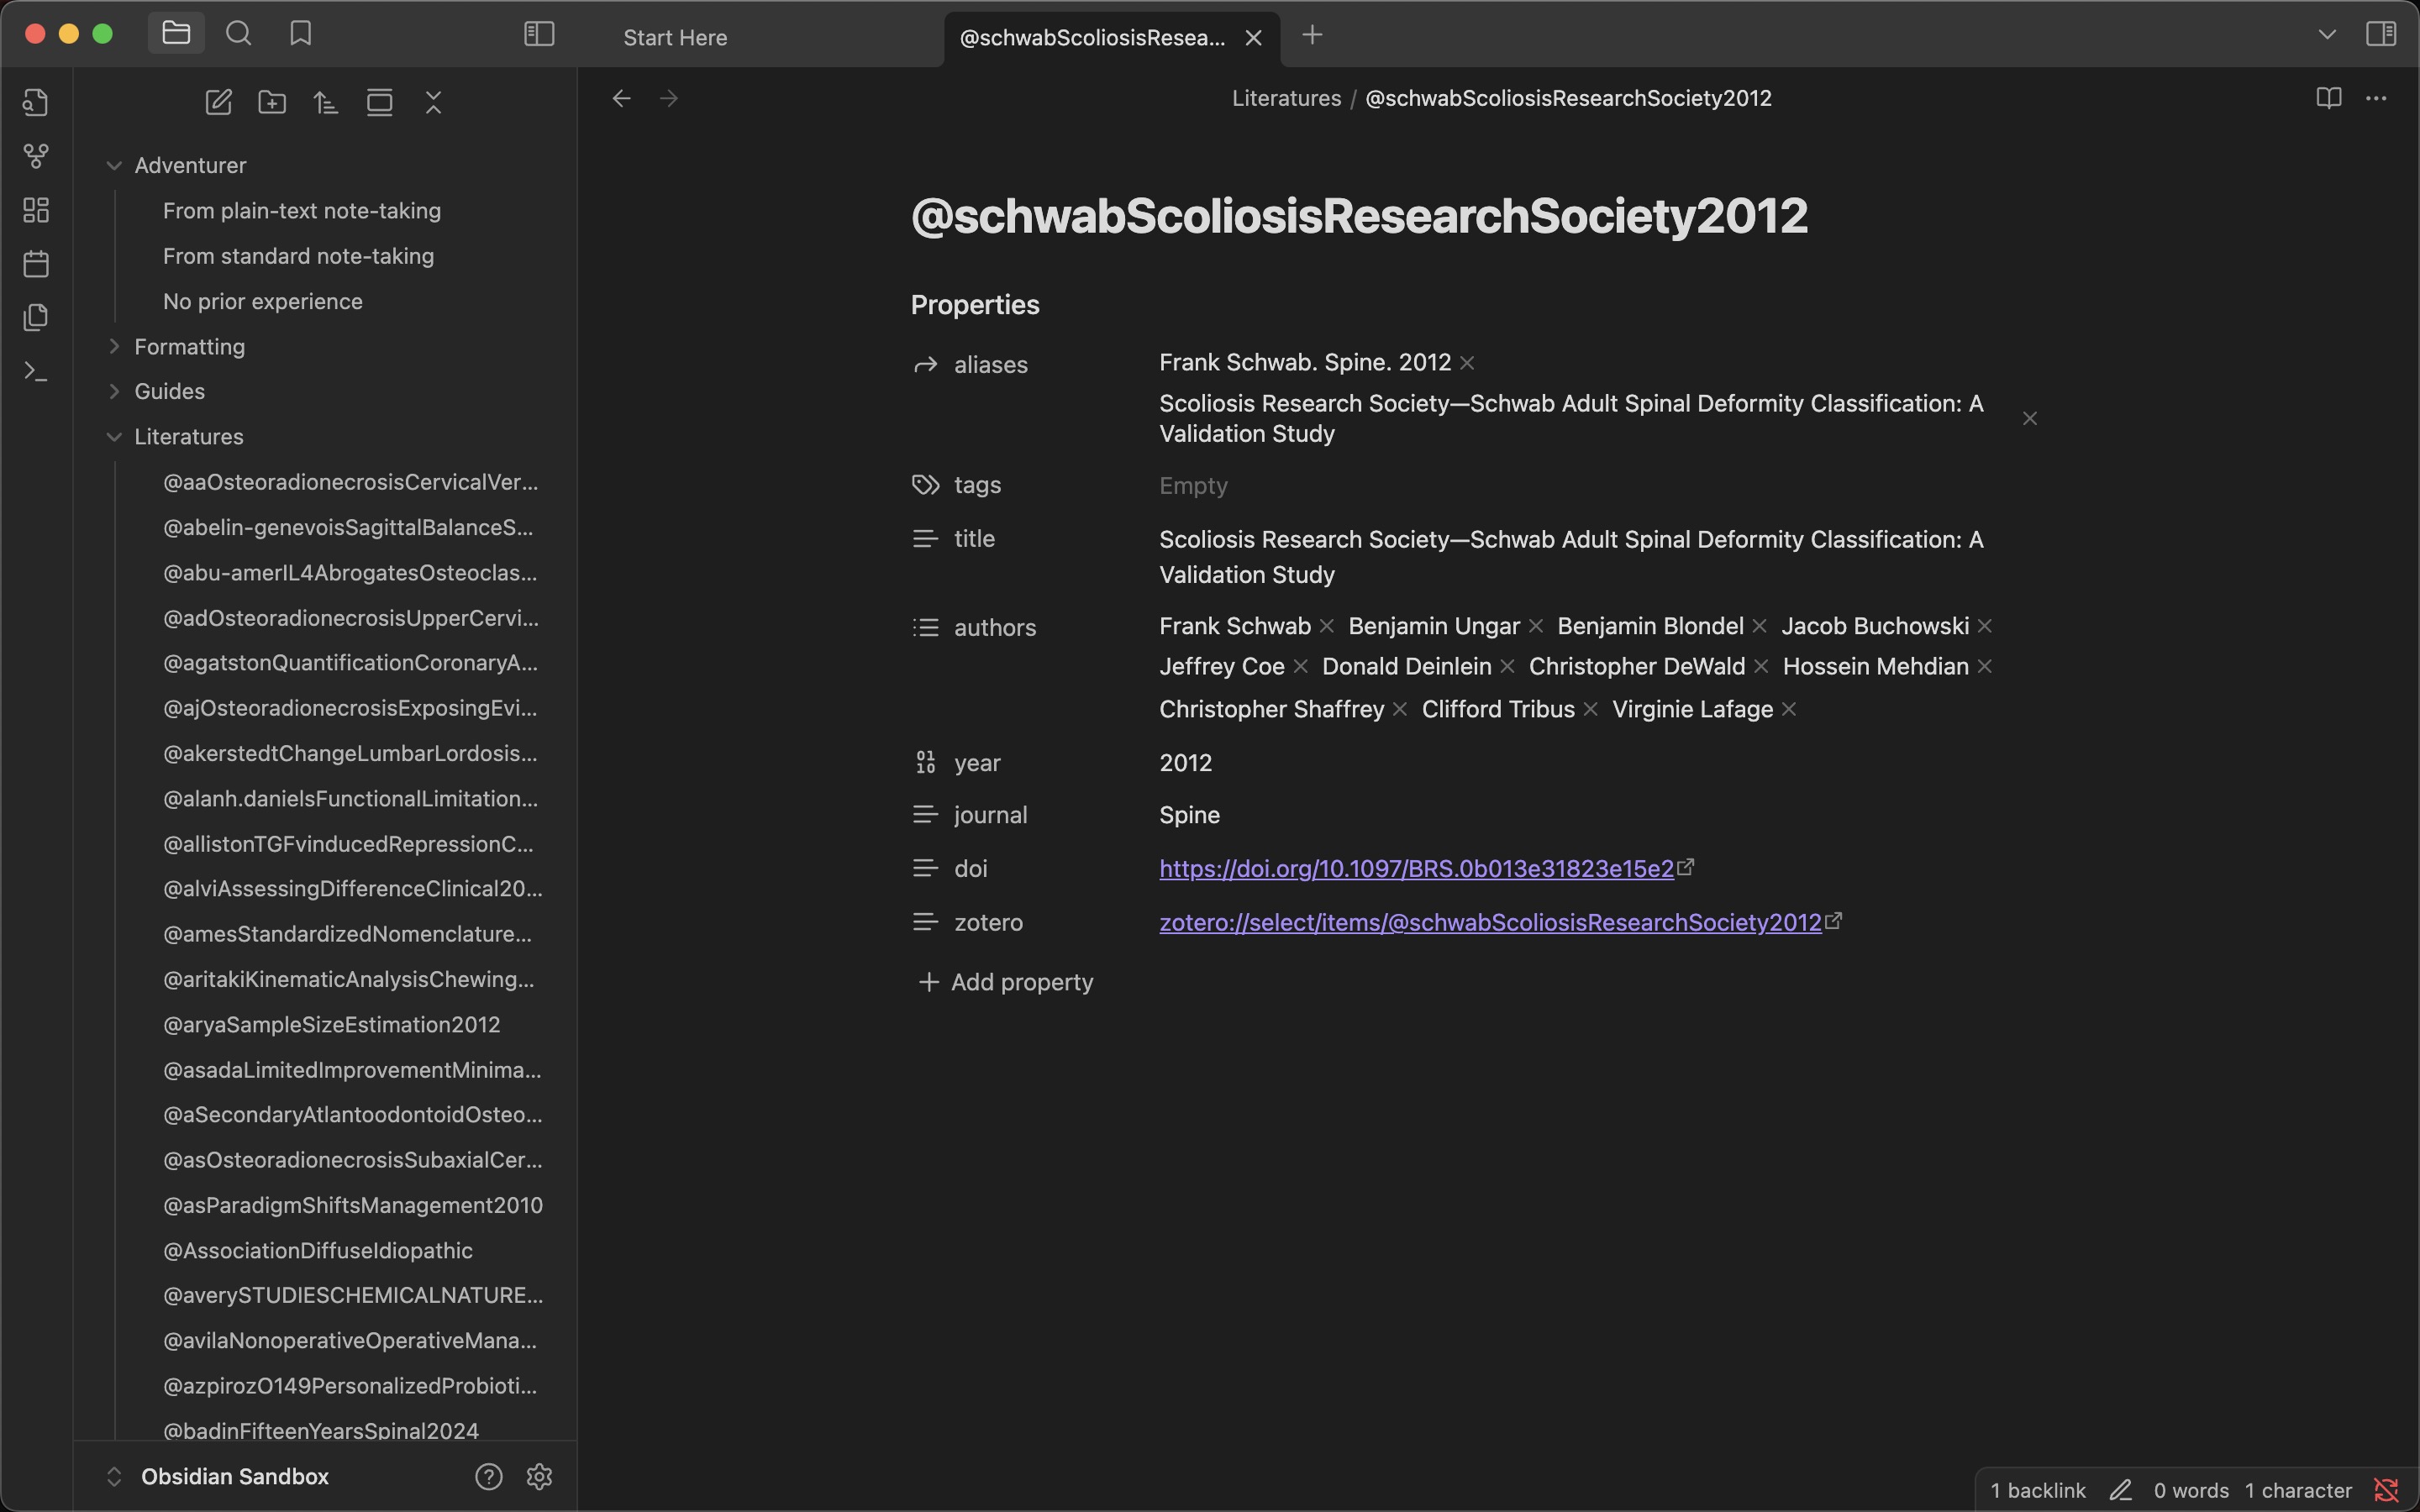 Start Here
@schwabScoliosisResea...
Literatures / @schwabScoliosisResearchSociety2012
Adventurer
From plain-text note-taking
From standard note-taking
No prior experience
Formatting
Guides
Literatures
@aaOsteoradionecrosisCervicalVer...
@abelin-genevoisSagittalBalanceS...
@abu-amerIL4AbrogatesOsteoclas...
@adOsteoradionecrosisUpperCervi...
@agatstonQuantificationCoronaryA...
@ajOsteoradionecrosisExposingEvi...
@akerstedtChangeLumbarLordosis...
@alanh.danielsFunctionalLimitation...
@allistonTGFvinducedRepressionC...
@alviAssessingDifferenceClinical20...
@amesStandardizedNomenclature...
@aritakiKinematicAnalysisChewing...
@aryaSampleSizeEstimation2012
@asadaLimitedImprovementMinima...
@aSecondaryAtlantoodontoidOsteo...
@asOsteoradionecrosisSubaxialCer...
@asParadigmShiftsManagement2010
@AssociationDiffuseIdiopathic
@averySTUDIESCHEMICALNATURE...
@avilaNonoperativeOperativeMana...
@azpirozO149PersonalizedProbioti...
@badinFifteenYearsSpinal2024
Obsidian Sandbox
@schwabScoliosisResearchSociety2012
Properties
aliases
Frank Schwab. Spine. 2012
Scoliosis Research Society—Schwab Adult Spinal Deformity Classification: A
Validation Study
tags Empty
title
Scoliosis Research Society—Schwab Adult Spinal Deformity Classification: A
Validation Study
authors
Frank Schwab Benjamin Ungar Benjamin Blondel Jacob Buchowski
Jeffrey Coe Donald Deinlein Christopher DeWald Hossein Mehdian
Christopher Shaffrey Clifford Tribus Virginie Lafage
year 2012
journal Spine
doi https://doi.org/10.1097/BRS.0b013e31823e15e2
zotero zotero://select/items/@schwabScoliosisResearchSociety2012
Add property
1 backlink 0 words 1 character